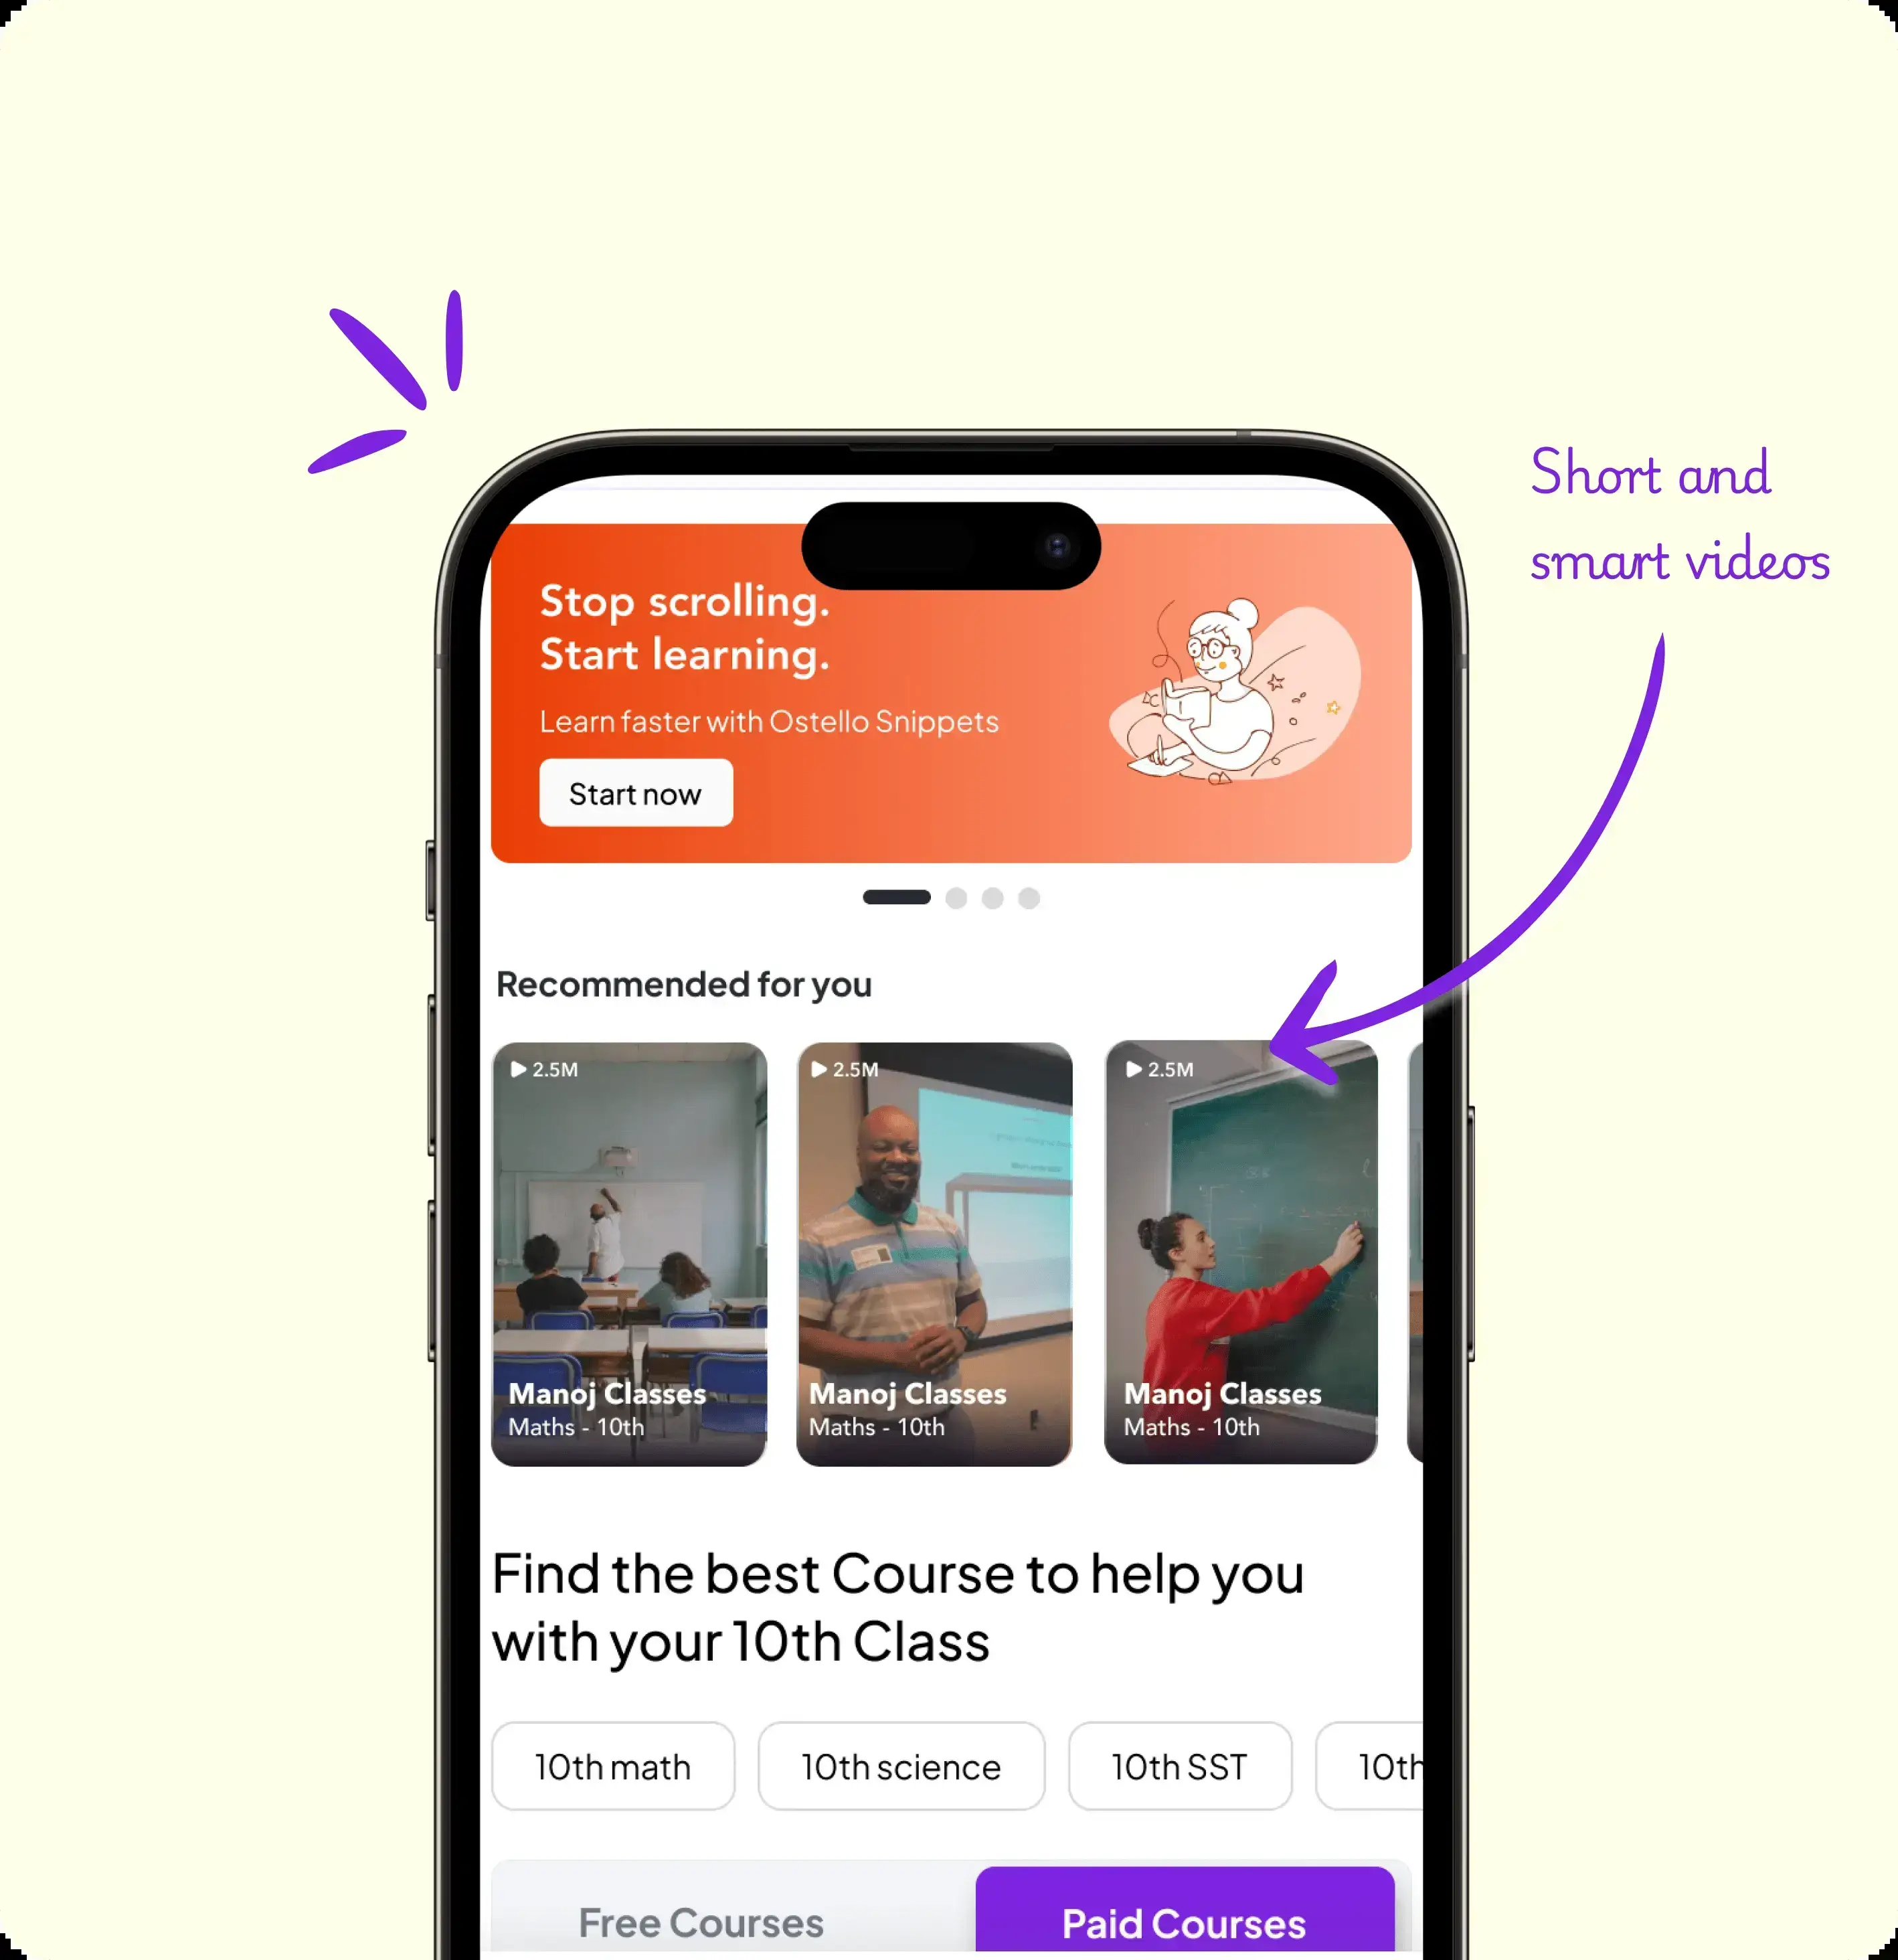 Short and
smart videos
Stop scrolling.
Start learning.
Learn faster with Ostello Snippets
Start now
Recommended for you
2.5M
2.5M
2.5M
Manoj Classes
Maths - 10th
Manoj Classes
Maths - 10th
Manoj Classes
Maths - 10th
Find the best Course to help you
with your 10th Class
10th math
10th science
10th SST
10th
Free Courses
Paid Courses